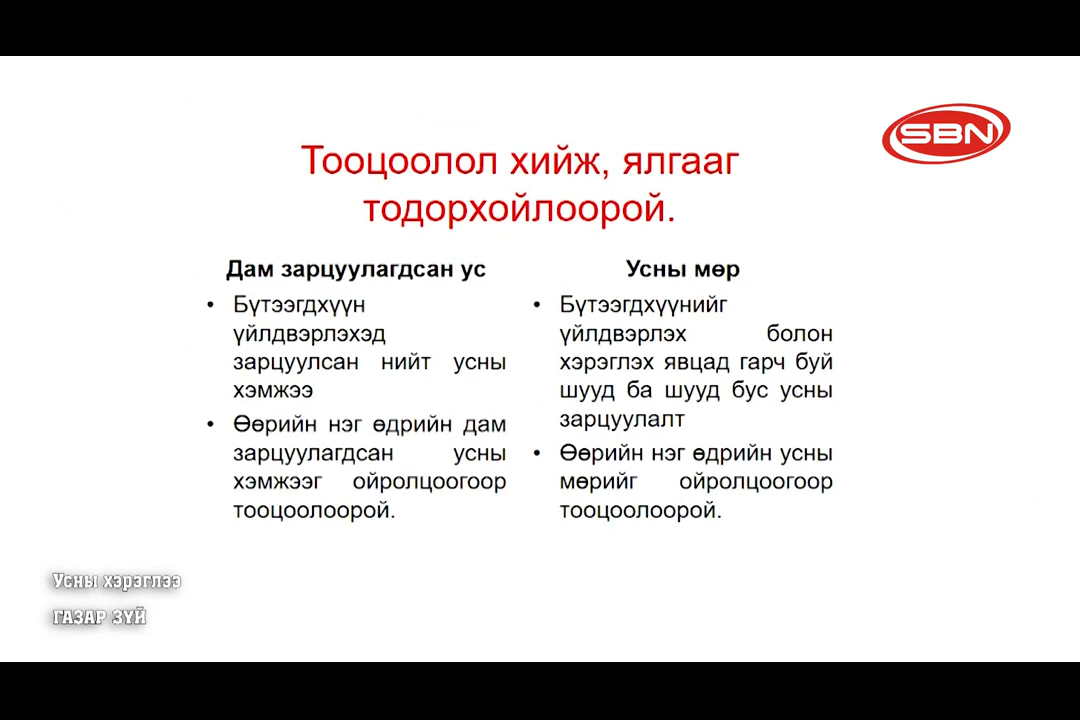 SBN
Тооцоолол хийж, ялгааг
тодорхойлоорой.
Дам зарцуулагдсан ус
• Бүтээгдхүүн
үйлдвэрлэхэд
зарцуулсан нийт усны
хэмжээ
• Өөрийн нэг өдрийн дам
зарцуулагдсан усны
хэмжээг ойролцоогоор
тооцоолоорой.
Усны мөр
• Бүтээгдхүүнийг
үйлдвэрлэх болон
хэрэглэх явцад гарч буй
шууд ба шууд бус усны
зарцуулалт
• Өөрийн нэг өдрийн усны
мөрийг ойролцоогоор
тооцоолоорой.
Усны хэрэглээ
ГАЗАР ЗҮЙ